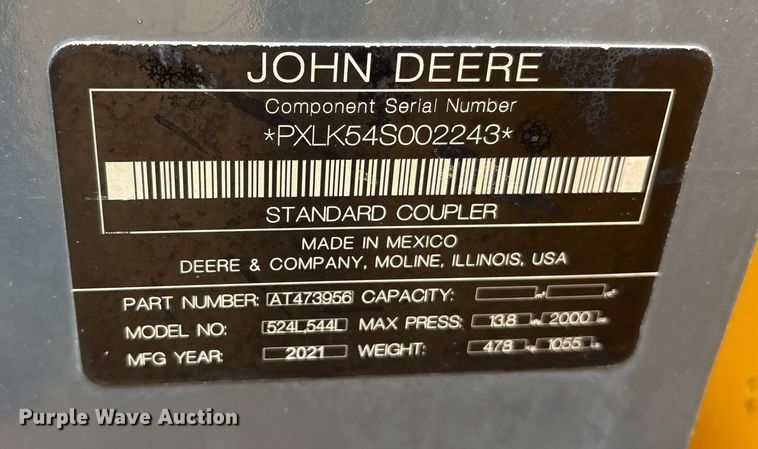 JOHN DEERE
Component Serial Number
*PXLK54S002243*
STANDARD COUPLER
MADE IN MEXICO
DEERE & COMPANY, MOLINE, ILLINOIS, USA
PART NUMBER: AT473956 CAPACITY:
MODEL NO: 524L,544L MAX PRESS: 13.8 2000
MFG YEAR: 2021 WEIGHT: 478 kg 1055 lb
Purple Wave Auction